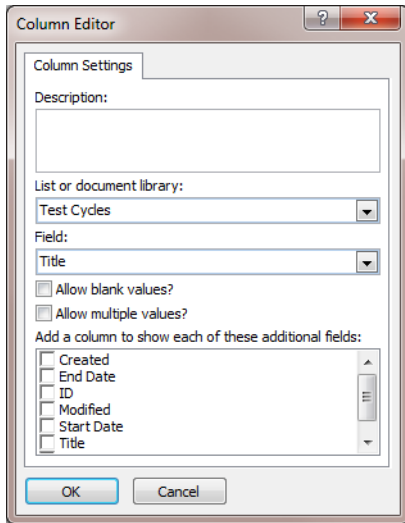 Column Editor
Column Settings
Description:
List or document library:
Test Cycles
Field:
Title
Allow blank values?
Allow multiple values?
Add a column to show each of these additional fields:
Created
End Date
ID
Modified
Start Date
Title
OK Cancel